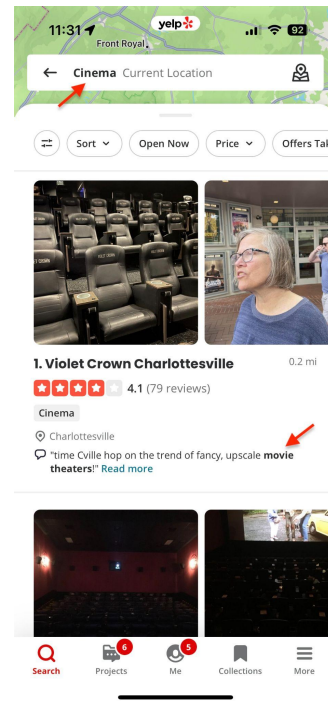 11:31
yelp
92
Front Royal
Cinema Current Location
Sort
Open Now
Price
Offers Tak
1. Violet Crown Charlottesville
0.2 mi
4.1 (79 reviews)
Cinema
Charlottesville
"time Cville hop on the trend of fancy, upscale movie
theaters!" Read more
6
5
Search
Projects
Me
Collections
More